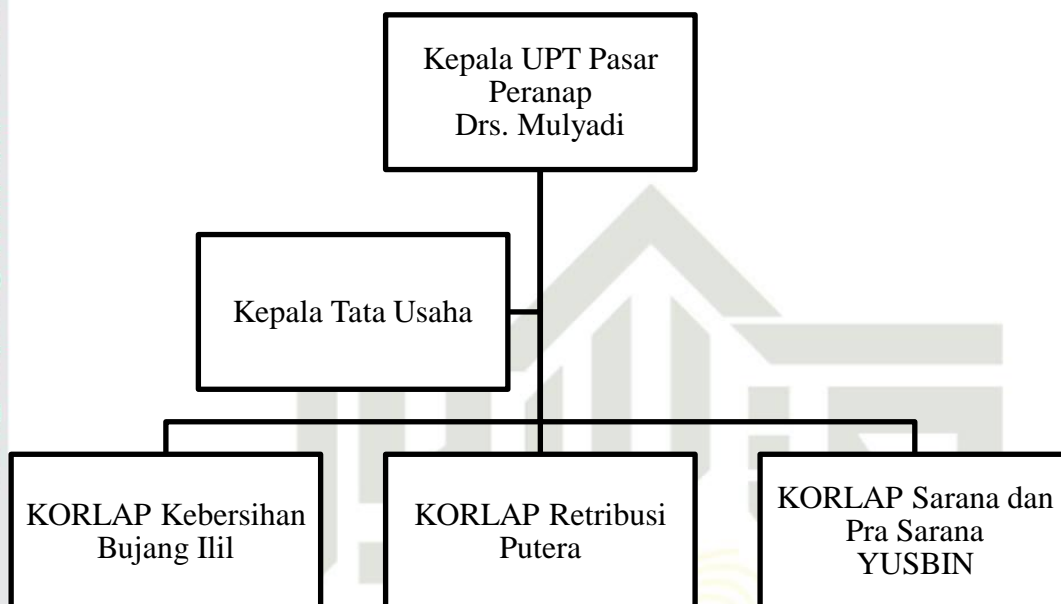 Kepala UPT Pasar
Peranap
Drs. Mulyadi
Kepala Tata Usaha
KORLAP Kebersihan
Bujang Ilil
KORLAP Retribusi
Putera
KORLAP Sarana dan
Pra Sarana
YUSBIN